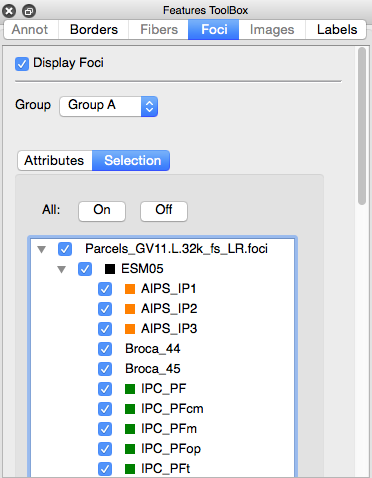 Features ToolBox
Annot Borders Fibers Foci Images Labels
Display Foci
Group Group A
Attributes Selection
All: On Off
Parcels_GV11.L.32k_fs_LR.foci
ESM05
AIPS_IP1
AIPS_IP2
AIPS_IP3
Broca_44
Broca_45
IPC_PF
IPC_PFcm
IPC_PFm
IPC_PFop
IPC_PFt